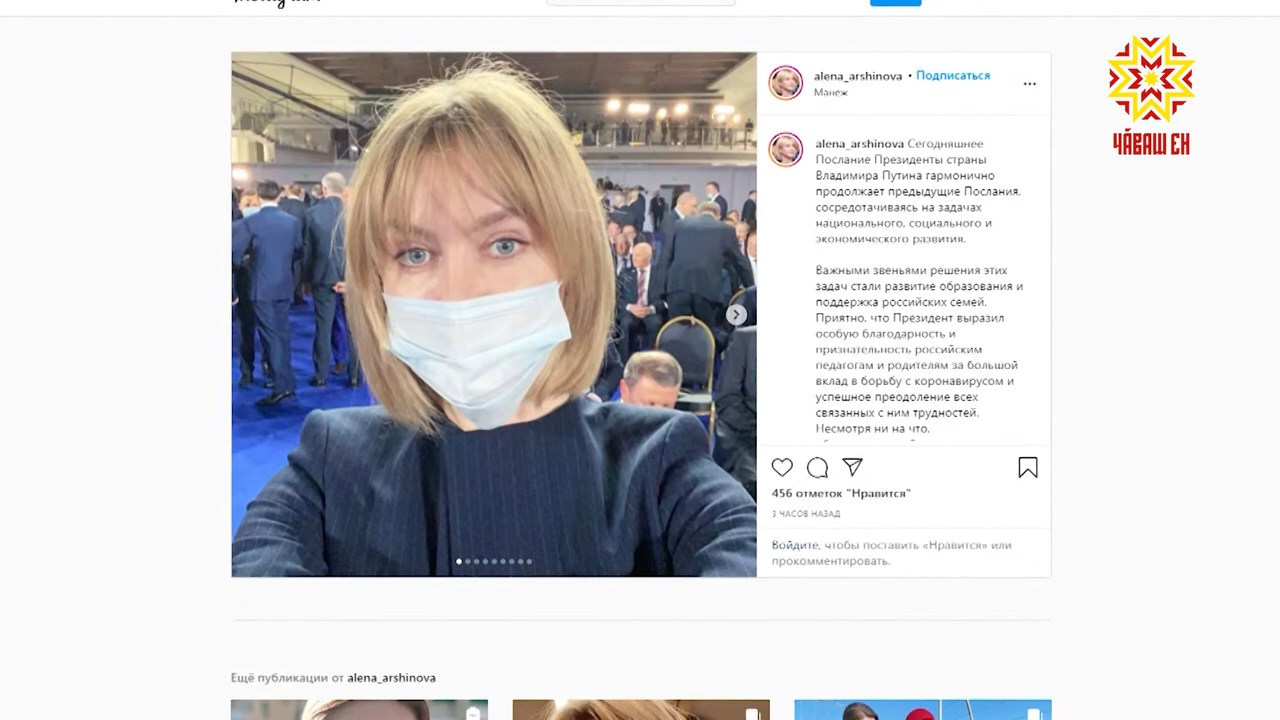 alena_arshinova • Подписаться
Манеж
ЧӐВАШ ЕН
alena_arshinova Сегодняшнее
Послание Президенты страны
Владимира Путина гармонично
продолжает предыдущие Послания,
сосредотачиваясь на задачах
национального, социального и
экономического развития.
Важными звеньями решения этих
задач стали развитие образования и
поддержка российских семей.
Приятно, что Президент выразил
особую благодарность и
признательность российским
педагогам и родителям за большой
вклад в борьбу с коронавирусом и
успешное преодоление всех
связанных с ним трудностей.
Несмотря ни на что,
456 отметок "Нравится"
3 ЧАСОВ НАЗАД
Войдите, чтобы поставить «Нравится» или
прокомментировать.
Ещё публикации от alena_arshinova